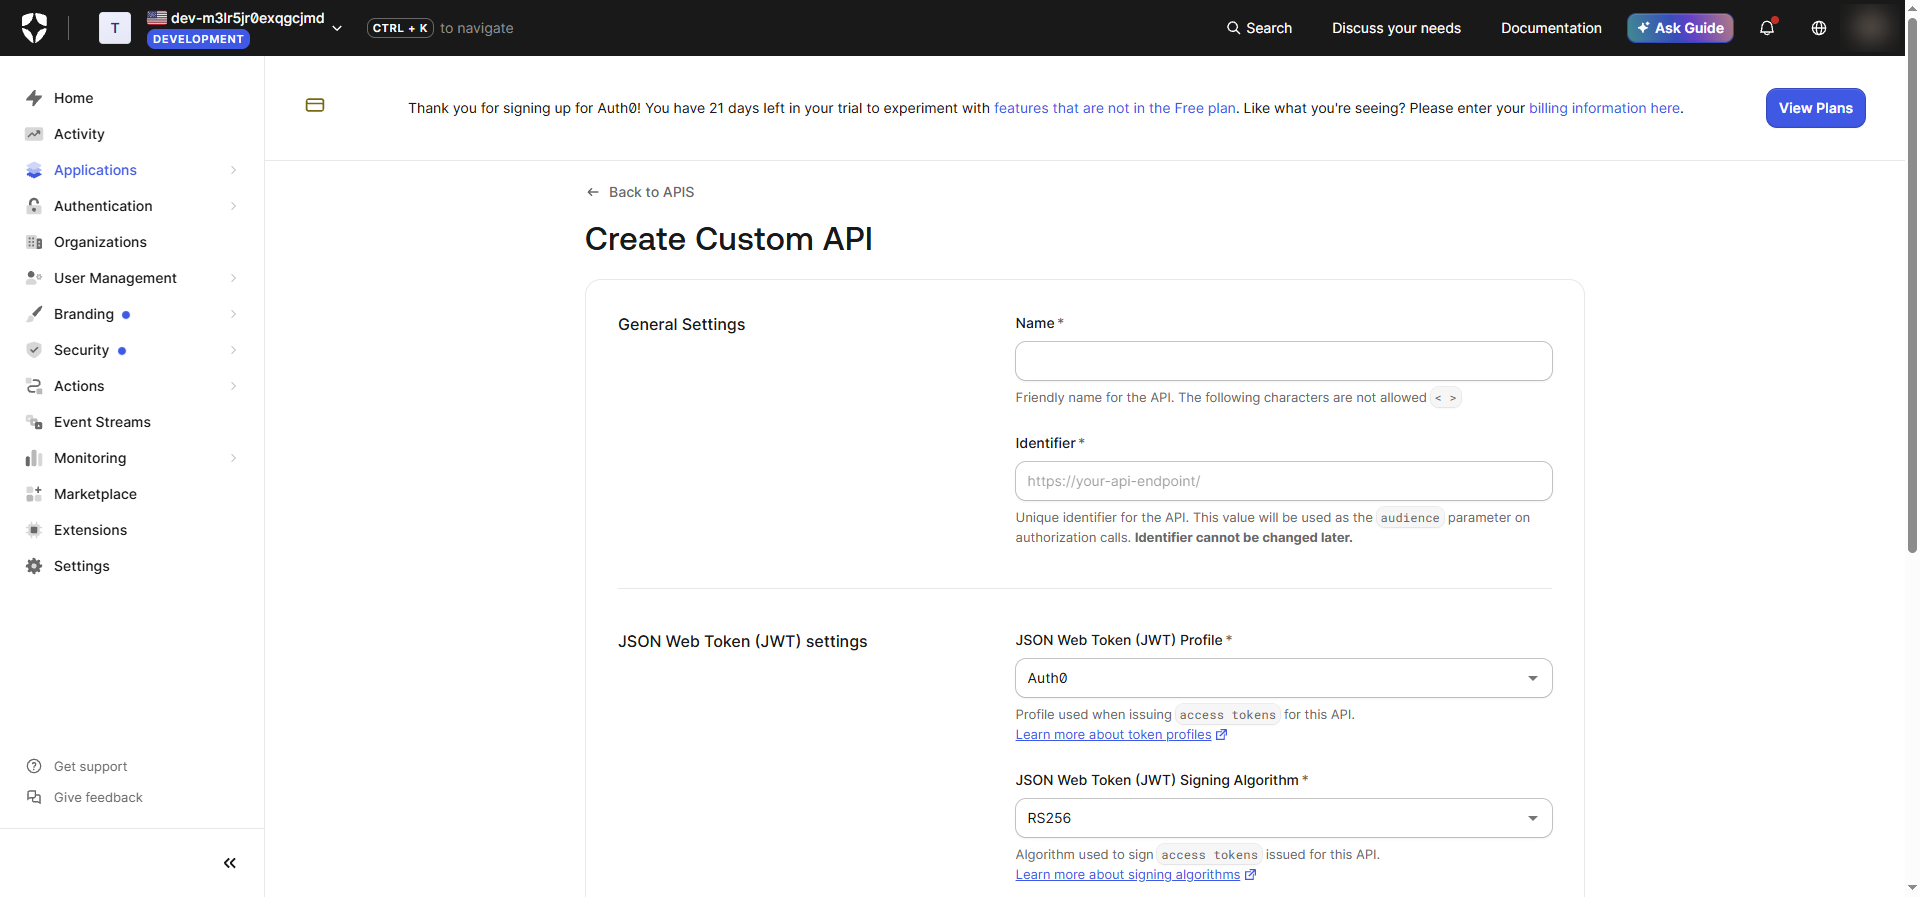 T
dev-m3lr5jr0exqgcjmd
DEVELOPMENT
CTRL + K to navigate
Search
Discuss your needs
Documentation
Ask Guide
Home
Activity
Applications
Authentication
Organizations
User Management
Branding
Security
Actions
Event Streams
Monitoring
Marketplace
Extensions
Settings
Get support
Give feedback
Thank you for signing up for Auth0! You have 21 days left in your trial to experiment with features that are not in the Free plan. Like what you're seeing? Please enter your billing information here.
View Plans
Back to APIS
Create Custom API
General Settings
Name *
Friendly name for the API. The following characters are not allowed < >
Identifier *
https://your-api-endpoint/
Unique identifier for the API. This value will be used as the audience parameter on
authorization calls. Identifier cannot be changed later.
JSON Web Token (JWT) settings
JSON Web Token (JWT) Profile *
Auth0
Profile used when issuing access tokens for this API.
Learn more about token profiles
JSON Web Token (JWT) Signing Algorithm *
RS256
Algorithm used to sign access tokens issued for this API.
Learn more about signing algorithms